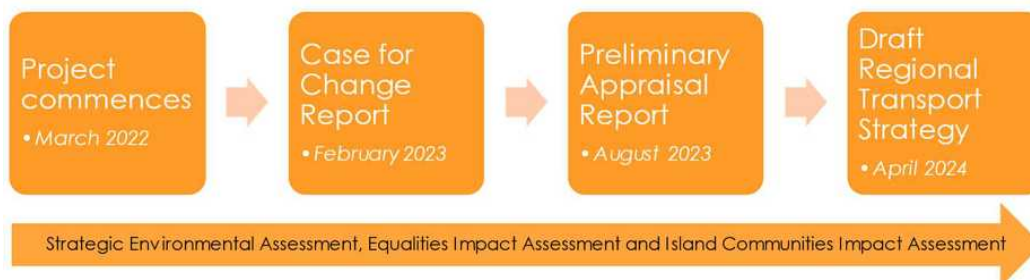 Project
commences
• March 2022
Case for
Change
Report
• February 2023
Preliminary
Appraisal
Report
• August 2023
Draft
Regional
Transport
Strategy
• April 2024
Strategic Environmental Assessment, Equalities Impact Assessment and Island Communities Impact Assessment